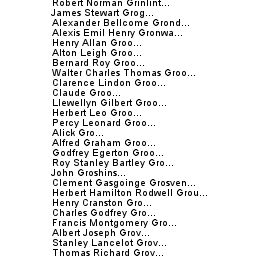 Robert Norman Grinlint...
James Stewart Grog...
Alexander Bellcome Grond...
Alexis Emil Henry Gronwa...
Henry Allan Groo...
Alton Leigh Groo...
Bernard Roy Groo...
Walter Charles Thomas Groo...
Clarence Lindon Groo...
Claude Groo...
Llewellyn Gilbert Groo...
Herbert Leo Groo...
Percy Leonard Groo...
Alick Gro...
Alfred Graham Groo...
Godfrey Egerton Groo...
Roy Stanley Bartley Gro...
John Groshins...
Clement Gasgoinge Grosven...
Herbert Hamilton Rodwell Grou...
Henry Cranston Gro...
Charles Godfrey Gro...
Francis Montgomery Gro...
Albert Joseph Grov...
Stanley Lancelot Grov...
Thomas Richard Grov...